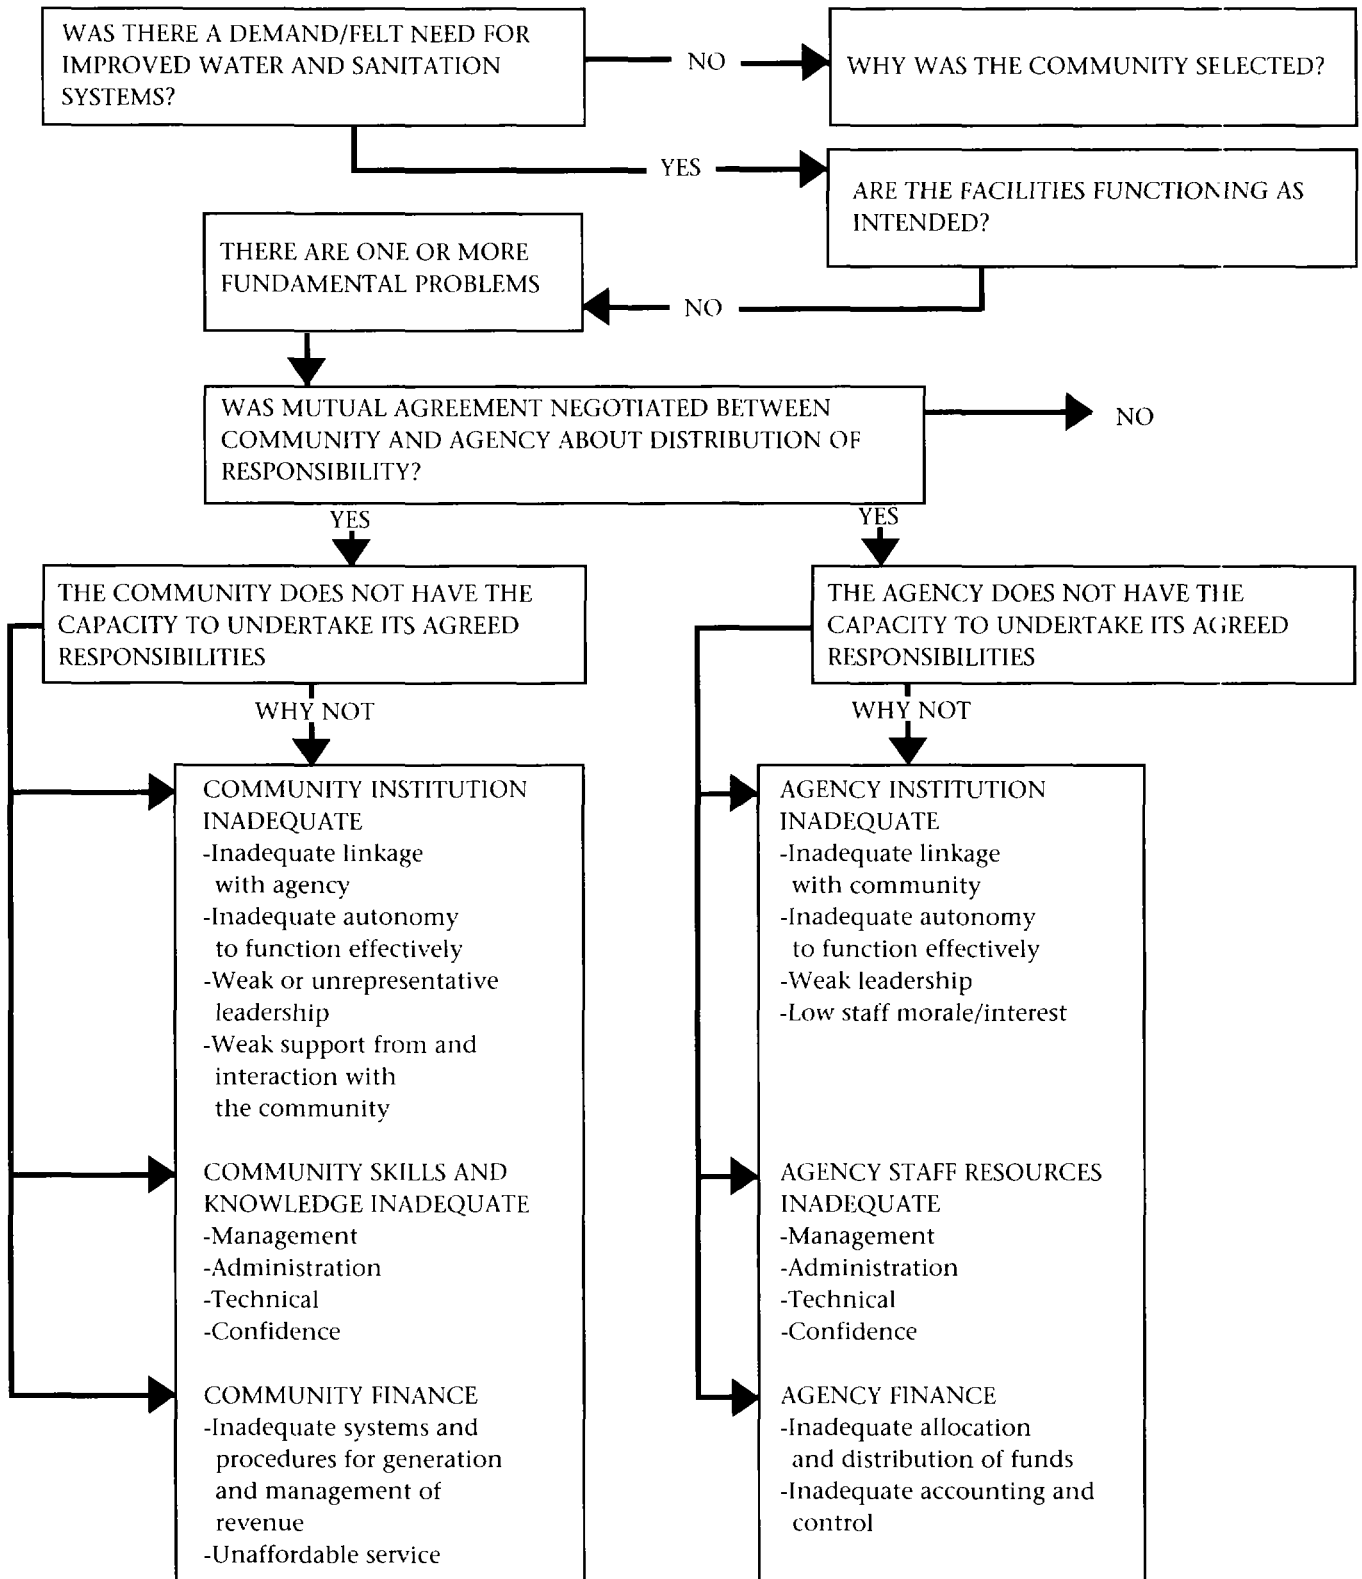 WAS THERE A DEMAND/FELT NEED FOR
IMPROVED WATER AND SANITATION
SYSTEMS?
NO
WHY WAS THE COMMUNITY SELECTED?
YES
ARE THE FACILITIES FUNCTIONING AS
INTENDED?
THERE ARE ONE OR MORE
FUNDAMENTAL PROBLEMS
NO
WAS MUTUAL AGREEMENT NEGOTIATED BETWEEN
COMMUNITY AND AGENCY ABOUT DISTRIBUTION OF
RESPONSIBILITY?
NO
YES
YES
THE COMMUNITY DOES NOT HAVE THE
CAPACITY TO UNDERTAKE ITS AGREED
RESPONSIBILITIES
THE AGENCY DOES NOT HAVE THE
CAPACITY TO UNDERTAKE ITS AGREED
RESPONSIBILITIES
WHY NOT
WHY NOT
COMMUNITY INSTITUTION
INADEQUATE
-Inadequate linkage
with agency
-Inadequate autonomy
to function effectively
-Weak or unrepresentative
leadership
-Weak support from and
interaction with
the community
COMMUNITY SKILLS AND
KNOWLEDGE INADEQUATE
-Management
-Administration
-Technical
-Confidence
COMMUNITY FINANCE
-Inadequate systems and
procedures for generation
and management of
revenue
-Unaffordable service
AGENCY INSTITUTION
INADEQUATE
-Inadequate linkage
with community
-Inadequate autonomy
to function effectively
-Weak leadership
-Low staff morale/interest
AGENCY STAFF RESOURCES
INADEQUATE
-Management
-Administration
-Technical
-Confidence
AGENCY FINANCE
-Inadequate allocation
and distribution of funds
-Inadequate accounting and
control